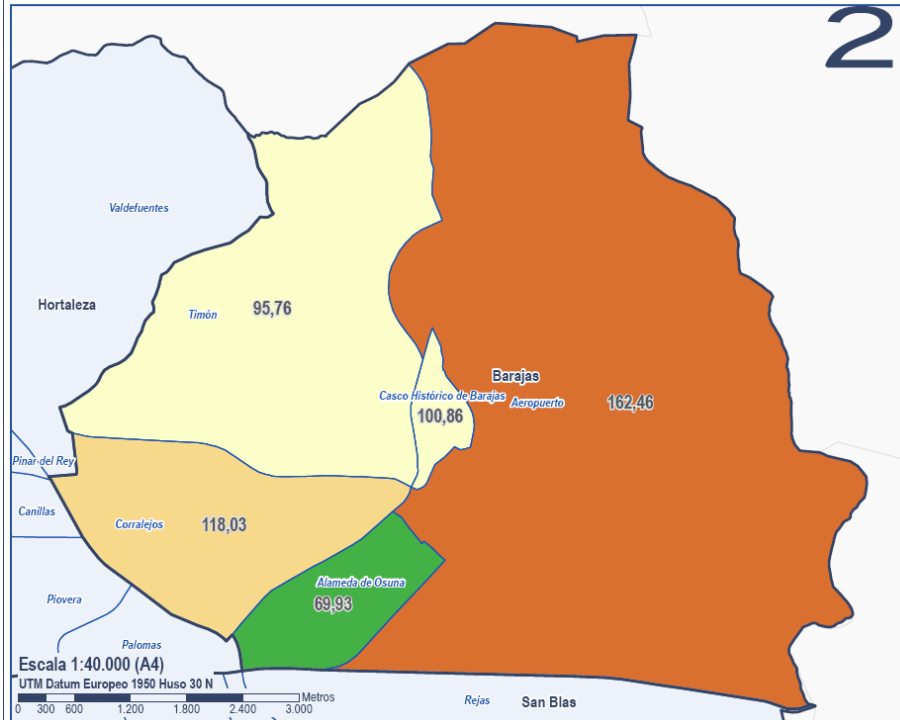 2
Valdefuentes
Hortaleza
Timón
95,76
Barajas
Casco Histórico de Barajas
Aeropuerto
162,46
100,86
Pinar del Rey
Canillas
Corralejos
118,03
Alameda de Osuna
69,93
Piovera
Palomas
Escala 1:40.000 (A4)
UTM Datum Europeo 1950 Huso 30 N
Metros
0 300 600 1.200 1.800 2.400 3.000
Rejas
San Blas